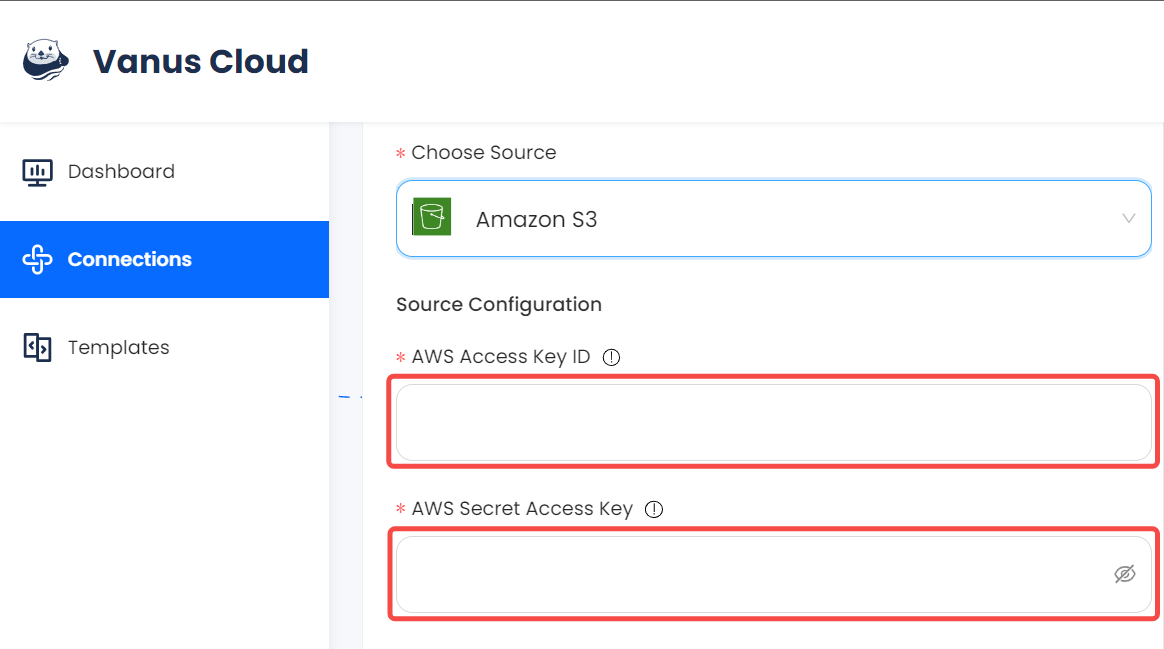 Vanus Cloud
Dashboard
Connections
Templates
* Choose Source
Amazon S3
Source Configuration
* AWS Access Key ID
* AWS Secret Access Key